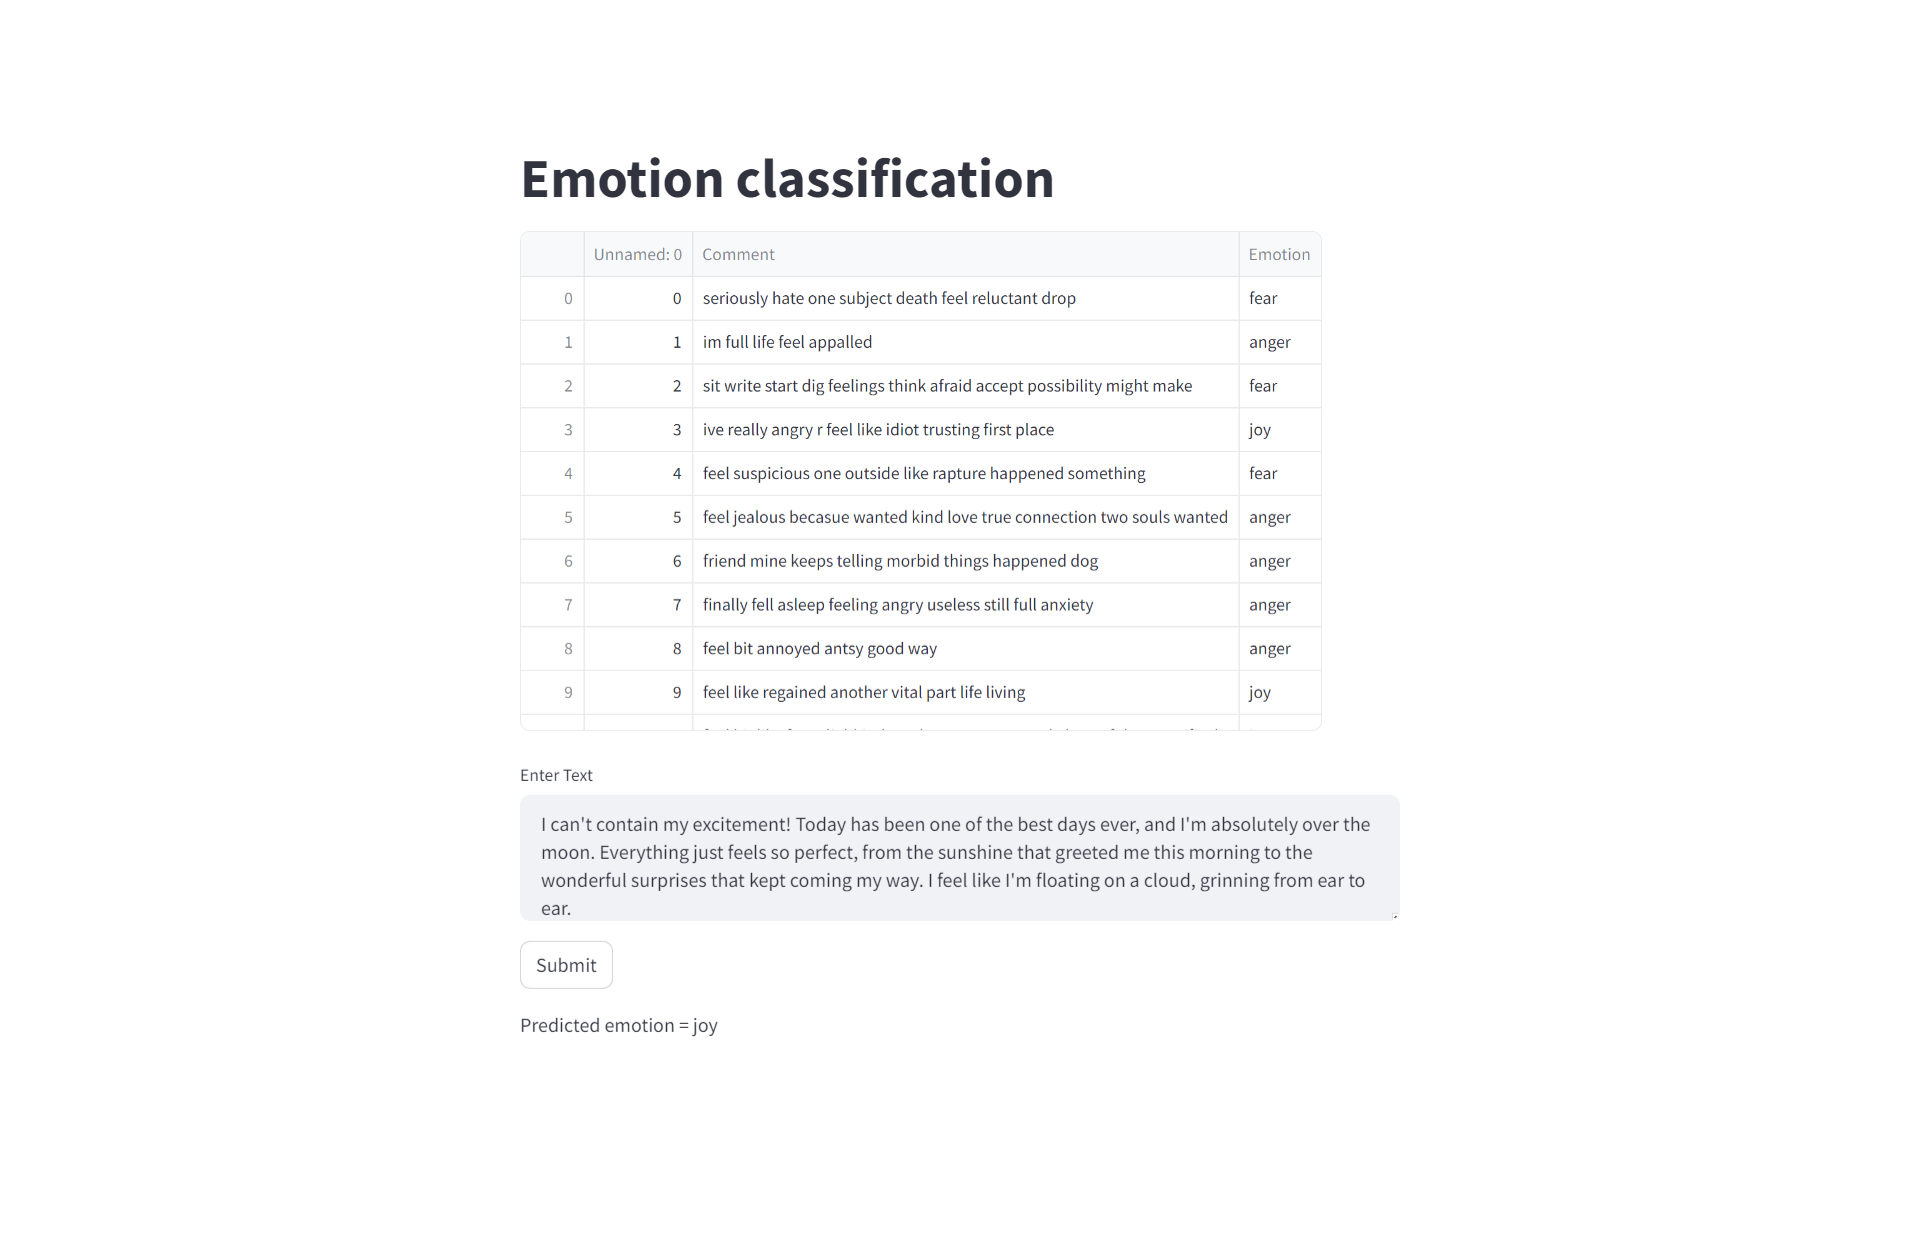 Emotion classification
Unnamed: 0 Comment Emotion
0 0 seriously hate one subject death feel reluctant drop fear
1 1 im full life feel appalled anger
2 2 sit write start dig feelings think afraid accept possibility might make fear
3 3 ive really angry r feel like idiot trusting first place joy
4 4 feel suspicious one outside like rapture happened something fear
5 5 feel jealous becasue wanted kind love true connection two souls wanted anger
6 6 friend mine keeps telling morbid things happened dog anger
7 7 finally fell asleep feeling angry useless still full anxiety anger
8 8 feel bit annoyed antsy good way anger
9 9 feel like regained another vital part life living joy
Enter Text
I can't contain my excitement! Today has been one of the best days ever, and I'm absolutely over the
moon. Everything just feels so perfect, from the sunshine that greeted me this morning to the
wonderful surprises that kept coming my way. I feel like I'm floating on a cloud, grinning from ear to
ear.
Submit
Predicted emotion = joy